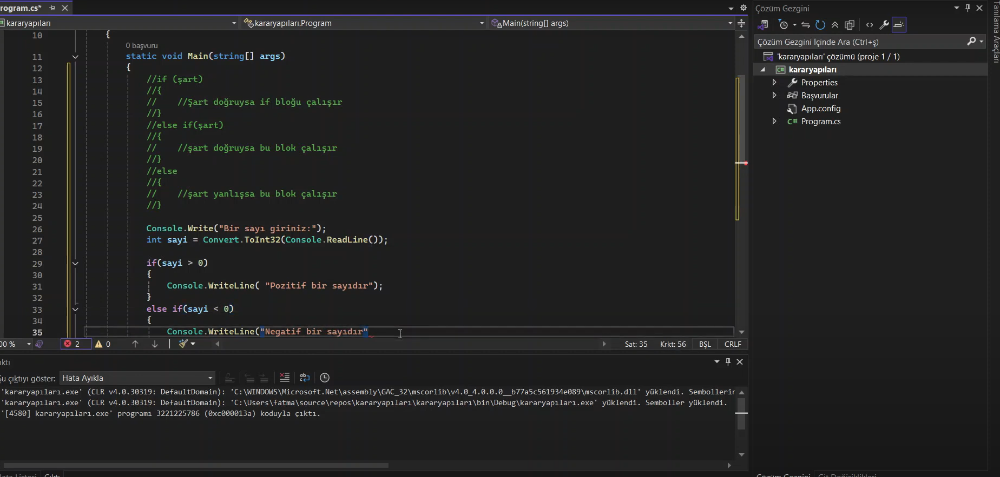 rogram.cs*
kararyapıları
kararyapıları.Program
Main(string[] args)
10 {
0 başvuru
11 static void Main(string[] args)
12 {
13 //if (şart)
14 //{
15 // //Şart doğruysa if bloğu çalışır
16 //}
17 //else if(şart)
18 //{
19 // //şart doğruysa bu blok çalışır
20 //}
21 //else
22 //{
23 // //şart yanlışsa bu blok çalışır
24 //}
25
26 Console.Write("Bir sayı giriniz:");
27 int sayi = Convert.ToInt32(Console.ReadLine());
28
29 if(sayi > 0)
30 {
31 Console.WriteLine( "Pozitif bir sayıdır");
32 }
33 else if(sayi < 0)
34 {
35 Console.WriteLine("Negatif bir sayıdır"
00 % 2 0 Sat: 35 Krkt: 56 BŞL CRLF
ıktı
Şu çıktıyı göster: Hata Ayıkla
'kararyapıları.exe' (CLR v4.0.30319: DefaultDomain): 'C:\WINDOWS\Microsoft.Net\assembly\GAC_32\mscorlib\v4.0_4.0.0.0__b77a5c561934e089\mscorlib.dll' yüklendi. Sembollerin
'kararyapıları.exe' (CLR v4.0.30319: DefaultDomain): 'C:\Users\fatma\source\repos\kararyapıları\kararyapıları\bin\Debug\kararyapıları.exe' yüklendi. Semboller yüklendi.
'[4580] kararyapıları.exe' programı 3221225786 (0xc000013a) koduyla çıktı.
Hata Listesi Çıktı
Çözüm Gezgini
Çözüm Gezgini İçinde Ara (Ctrl+ş)
'kararyapıları' çözümü (proje 1 / 1)
C# kararyapıları
Properties
Başvurular
App.config
C# Program.cs
Çözüm Gezgini Git Değişiklikleri
Tanılama Araçları